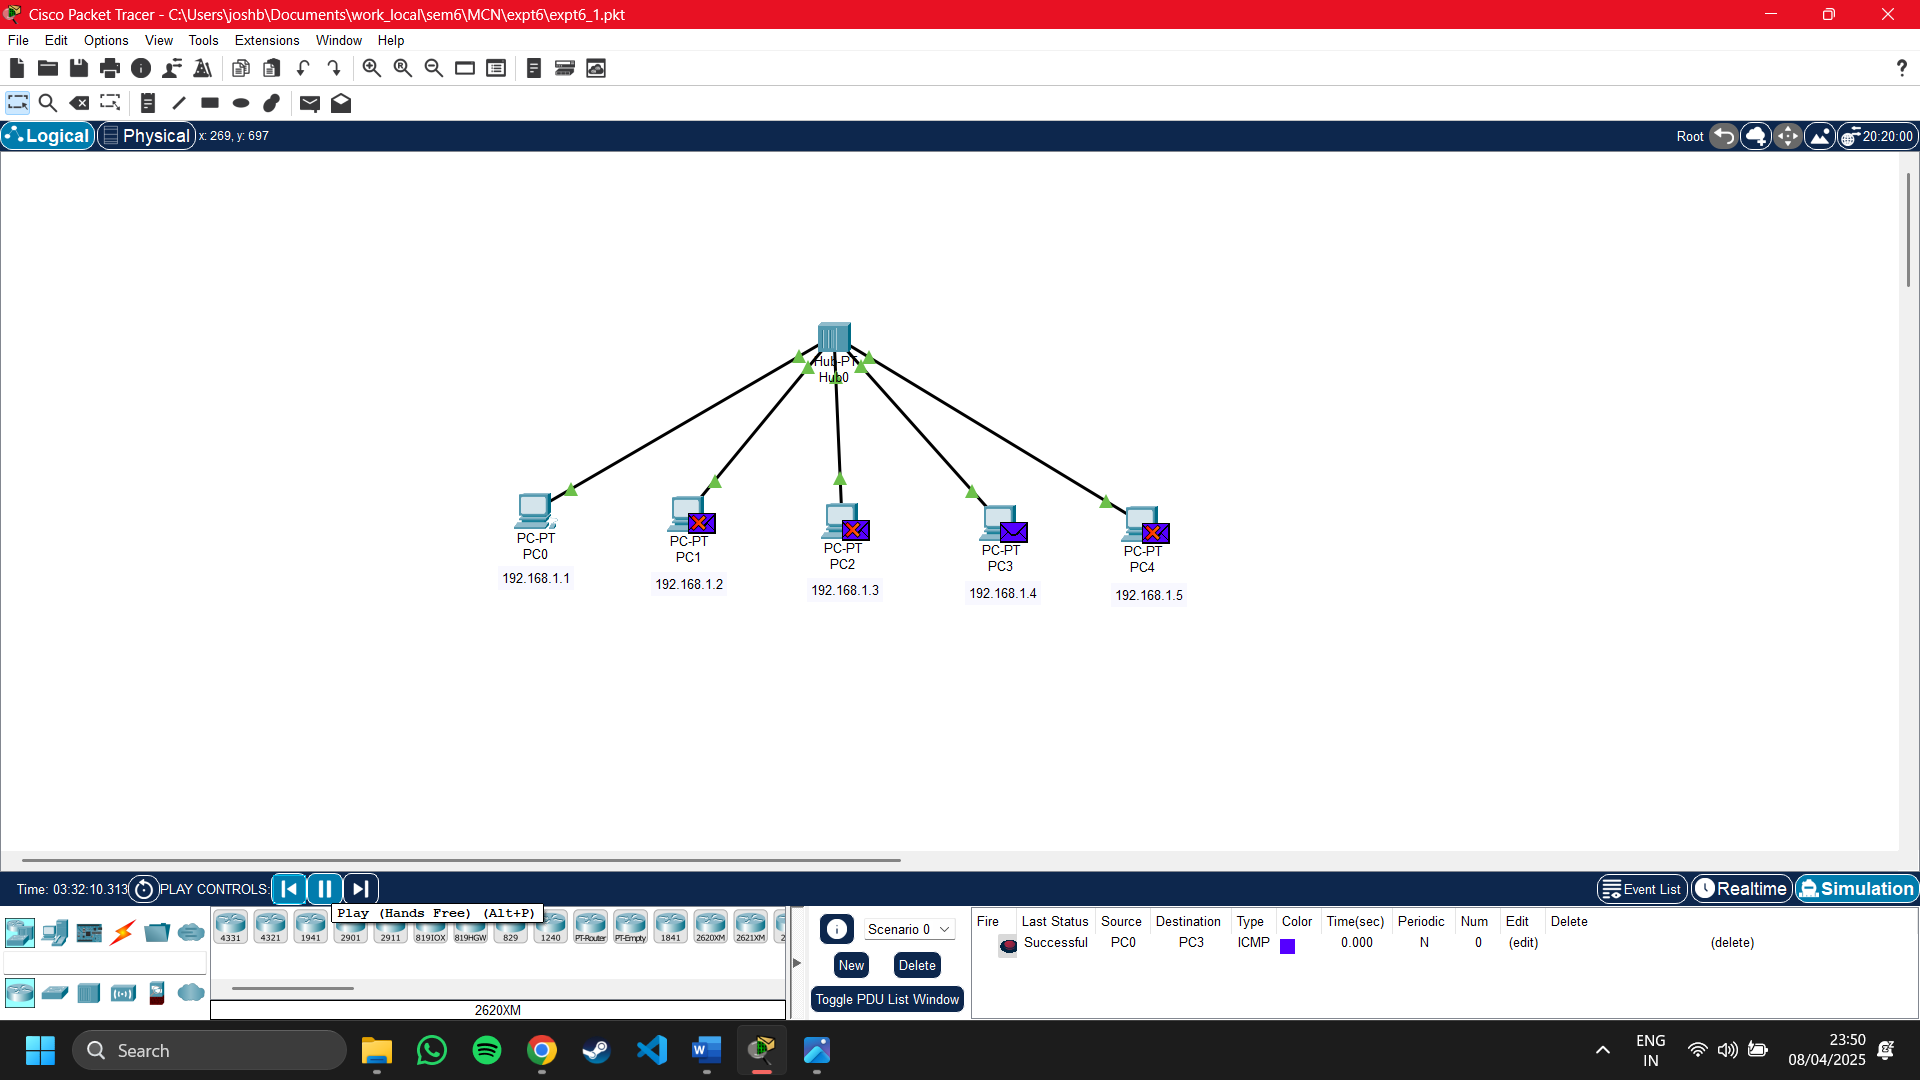 Cisco Packet Tracer - C:\Users\joshb\Documents\work_local\sem6\MCN\expt6\expt6_1.pkt
File Edit Options View Tools Extensions Window Help
?
Logical Physical x: 269, y: 697 Root 20:20:00
Hub-PT
Hub0
PC-PT
PC0
192.168.1.1
PC-PT
PC1
192.168.1.2
PC-PT
PC2
192.168.1.3
PC-PT
PC3
192.168.1.4
PC-PT
PC4
192.168.1.5
Time: 03:32:10.313 PLAY CONTROLS: Event List Realtime Simulation
Play (Hands Free) (Alt+P)
4331 4321 1941 2901 2911 819IOX 819HGW 829 1240 PT-Router PT-Empty 1841 2620XM 2621XM
2620XM
Scenario 0
New Delete
Toggle PDU List Window
Fire Last Status Source Destination Type Color Time(sec) Periodic Num Edit Delete
Successful PC0 PC3 ICMP 0.000 N 0 (edit) (delete)
Search
ENG
IN
23:50
08/04/2025